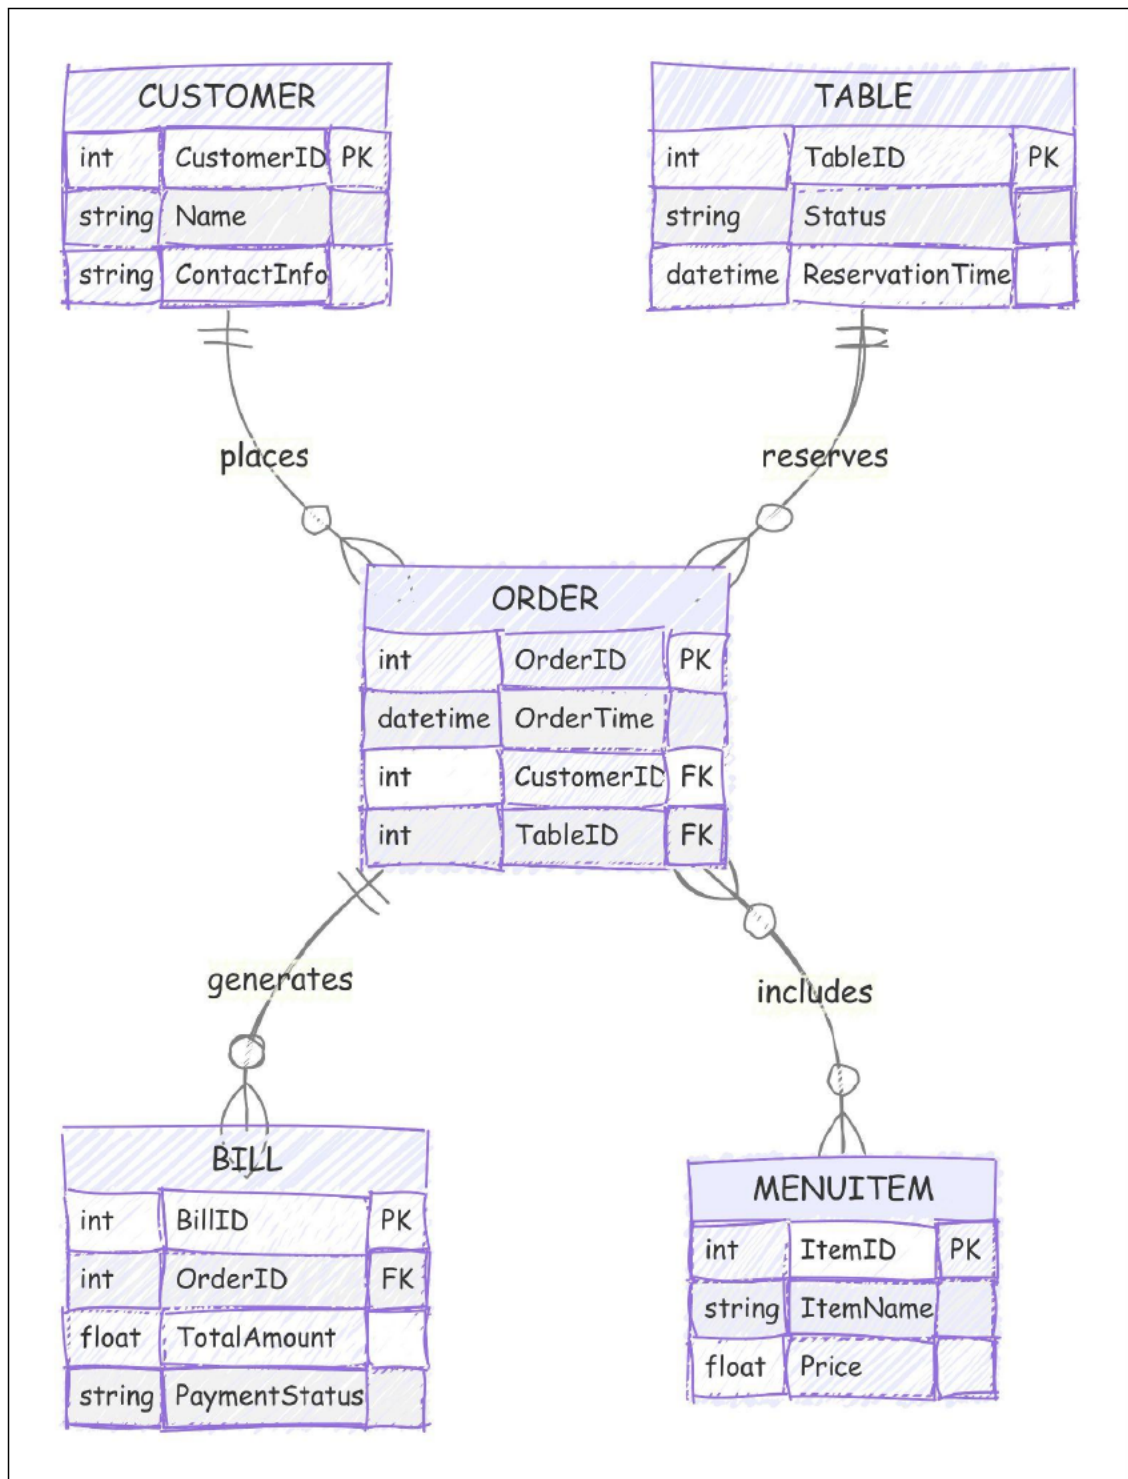 CUSTOMER
int CustomerID PK
string Name
string ContactInfo
TABLE
int TableID PK
string Status
datetime ReservationTime
places
reserves
ORDER
int OrderID PK
datetime OrderTime
int CustomerID FK
int TableID FK
generates
includes
BILL
int BillID PK
int OrderID FK
float TotalAmount
string PaymentStatus
MENUITEM
int ItemID PK
string ItemName
float Price